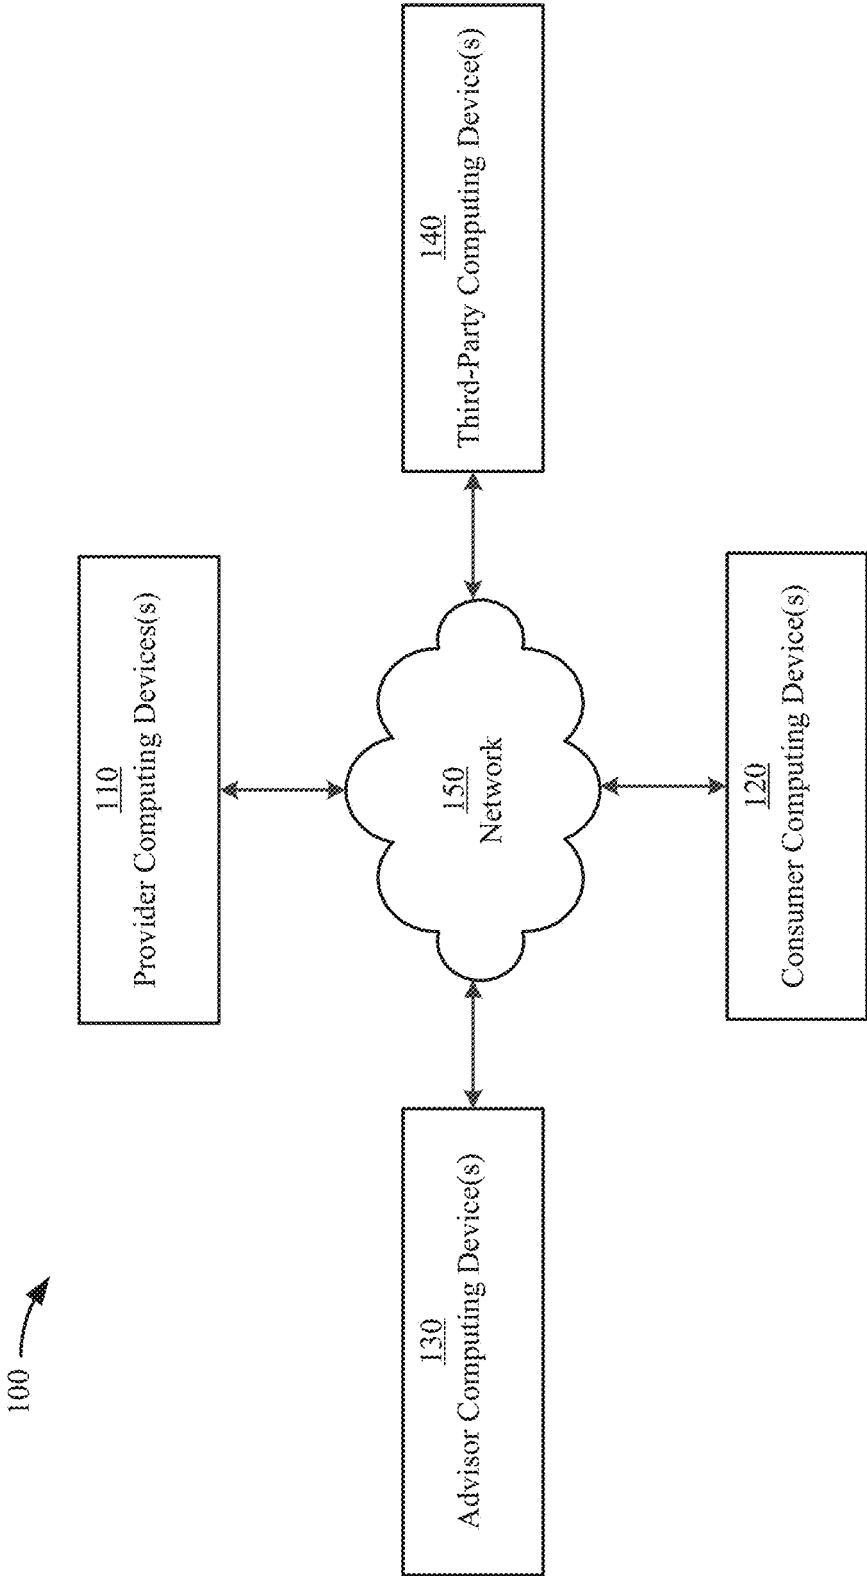 100
110
Provider Computing Devices(s)
130
Advisor Computing Device(s)
150
Network
140
Third-Party Computing Device(s)
120
Consumer Computing Device(s)